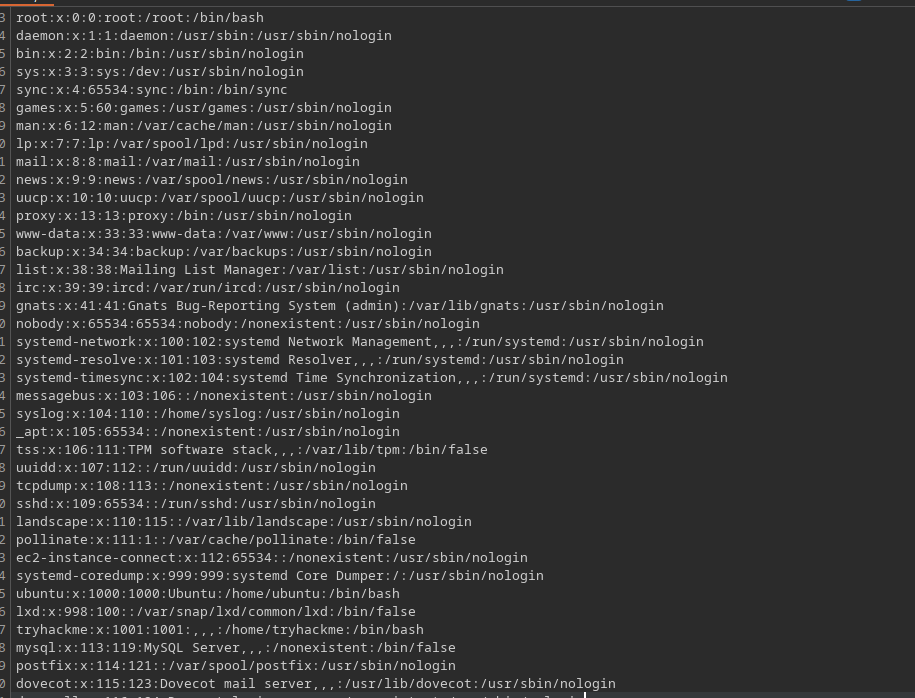 3 root:x:0:0:root:/root:/bin/bash
4 daemon:x:1:1:daemon:/usr/sbin:/usr/sbin/nologin
5 bin:x:2:2:bin:/bin:/usr/sbin/nologin
6 sys:x:3:3:sys:/dev:/usr/sbin/nologin
7 sync:x:4:65534:sync:/bin:/bin/sync
8 games:x:5:60:games:/usr/games:/usr/sbin/nologin
9 man:x:6:12:man:/var/cache/man:/usr/sbin/nologin
0 lp:x:7:7:lp:/var/spool/lpd:/usr/sbin/nologin
1 mail:x:8:8:mail:/var/mail:/usr/sbin/nologin
2 news:x:9:9:news:/var/spool/news:/usr/sbin/nologin
3 uucp:x:10:10:uucp:/var/spool/uucp:/usr/sbin/nologin
4 proxy:x:13:13:proxy:/bin:/usr/sbin/nologin
5 www-data:x:33:33:www-data:/var/www:/usr/sbin/nologin
6 backup:x:34:34:backup:/var/backups:/usr/sbin/nologin
7 list:x:38:38:Mailing List Manager:/var/list:/usr/sbin/nologin
8 irc:x:39:39:ircd:/var/run/ircd:/usr/sbin/nologin
9 gnats:x:41:41:Gnats Bug-Reporting System (admin):/var/lib/gnats:/usr/sbin/nologin
0 nobody:x:65534:65534:nobody:/nonexistent:/usr/sbin/nologin
1 systemd-network:x:100:102:systemd Network Management,,,:/run/systemd:/usr/sbin/nologin
2 systemd-resolve:x:101:103:systemd Resolver,,,:/run/systemd:/usr/sbin/nologin
3 systemd-timesync:x:102:104:systemd Time Synchronization,,,:/run/systemd:/usr/sbin/nologin
4 messagebus:x:103:106::/nonexistent:/usr/sbin/nologin
5 syslog:x:104:110::/home/syslog:/usr/sbin/nologin
6 _apt:x:105:65534::/nonexistent:/usr/sbin/nologin
7 tss:x:106:111:TPM software stack,,,:/var/lib/tpm:/bin/false
8 uuidd:x:107:112::/run/uuidd:/usr/sbin/nologin
9 tcpdump:x:108:113::/nonexistent:/usr/sbin/nologin
0 sshd:x:109:65534::/run/sshd:/usr/sbin/nologin
1 landscape:x:110:115::/var/lib/landscape:/usr/sbin/nologin
2 pollinate:x:111:1::/var/cache/pollinate:/bin/false
3 ec2-instance-connect:x:112:65534::/nonexistent:/usr/sbin/nologin
4 systemd-coredump:x:999:999:systemd Core Dumper:/:/usr/sbin/nologin
5 ubuntu:x:1000:1000:Ubuntu:/home/ubuntu:/bin/bash
6 lxd:x:998:100::/var/snap/lxd/common/lxd:/bin/false
7 tryhackme:x:1001:1001:,,,:/home/tryhackme:/bin/bash
8 mysql:x:113:119:MySQL Server,,,:/nonexistent:/bin/false
9 postfix:x:114:121::/var/spool/postfix:/usr/sbin/nologin
0 dovecot:x:115:123:Dovecot mail server,,,:/usr/lib/dovecot:/usr/sbin/nologin